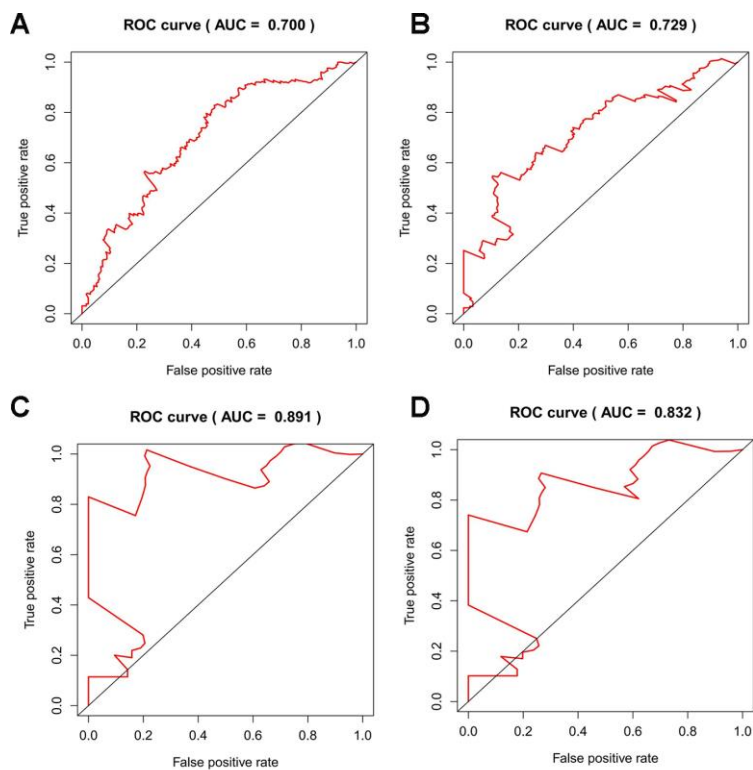 A
ROC curve ( AUC = 0.700 )
True positive rate
0.0 0.2 0.4 0.6 0.8 1.0
0.0 0.2 0.4 0.6 0.8 1.0
False positive rate
B
ROC curve ( AUC = 0.729 )
True positive rate
0.0 0.2 0.4 0.6 0.8 1.0
0.0 0.2 0.4 0.6 0.8 1.0
False positive rate
C
ROC curve ( AUC = 0.891 )
True positive rate
0.0 0.2 0.4 0.6 0.8 1.0
0.0 0.2 0.4 0.6 0.8 1.0
False positive rate
D
ROC curve ( AUC = 0.832 )
True positive rate
0.0 0.2 0.4 0.6 0.8 1.0
0.0 0.2 0.4 0.6 0.8 1.0
False positive rate